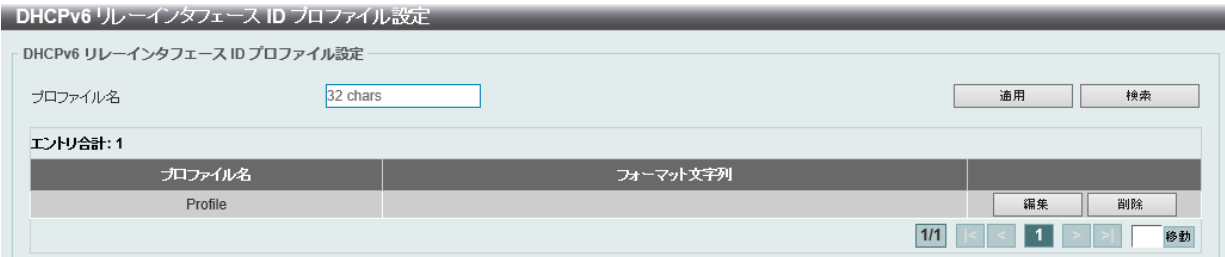 DHCPv6 リレーインタフェース ID プロファイル設定
DHCPv6 リレーインタフェース ID プロファイル設定
プロファイル名 32 chars 適用 検索
エントリ合計: 1
プロファイル名 フォーマット文字列
Profile 編集 削除
1/1 |< < 1 > >| 移動